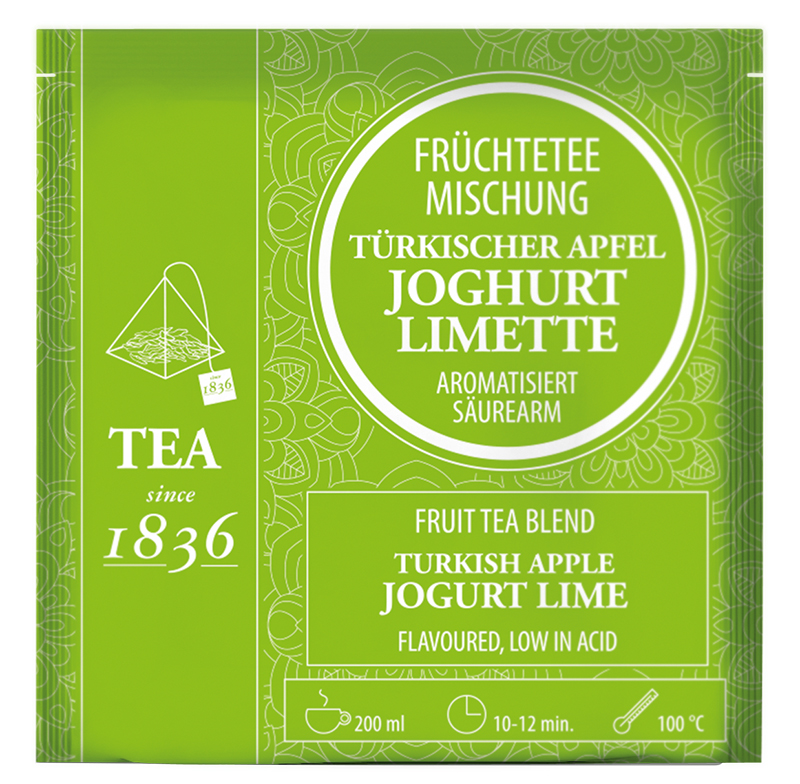 FRÜCHTETEE
MISCHUNG
TÜRKISCHER APFEL
JOGHURT
LIMETTE
AROMATISIERT
SÄUREARM
since
1836
TEA
since
1836
FRUIT TEA BLEND
TURKISH APPLE
JOGURT LIME
FLAVOURED, LOW IN ACID
200 ml
10-12 min.
100 °C